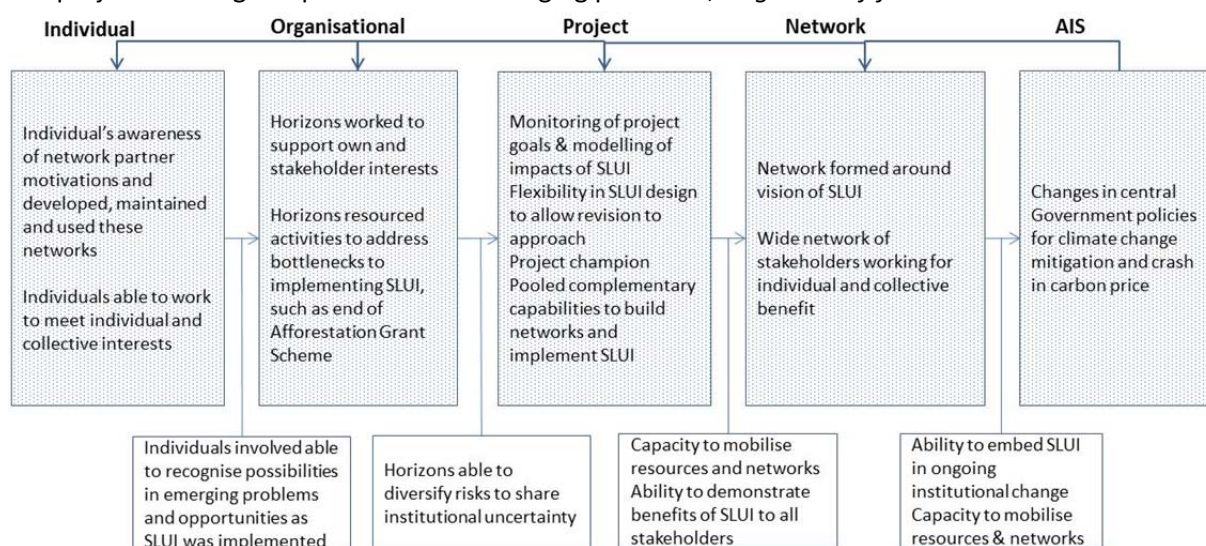 Individual
Organisational
Project
Network
AIS
Individual's awareness
of network partner
motivations and
developed, maintained
and used these
networks
Individuals able to work
to meet individual and
collective interests
Horizons worked to
support own and
stakeholder interests
Horizons resourced
activities to address
bottlenecks to
implementing SLUI,
such as end of
Afforestation Grant
Scheme
Monitoring of project
goals & modelling of
impacts of SLUI
Flexibility in SLUI design
to allow revision to
approach
Project champion
Pooled complementary
capabilities to build
networks and
implement SLUI
Network formed around
vision of SLUI
Wide network of
stakeholders working for
individual and collective
benefit
Changes in central
Government policies
for climate change
mitigation and crash
in carbon price
Individuals involved able
to recognise possibilities
in emerging problems
and opportunities as
SLUI was implemented
Horizons able to
diversify risks to share
institutional uncertainty
Capacity to mobilise
resources and networks
Ability to demonstrate
benefits of SLUI to all
stakeholders
Ability to embed SLUI
in ongoing
institutional change
Capacity to mobilise
resources & networks